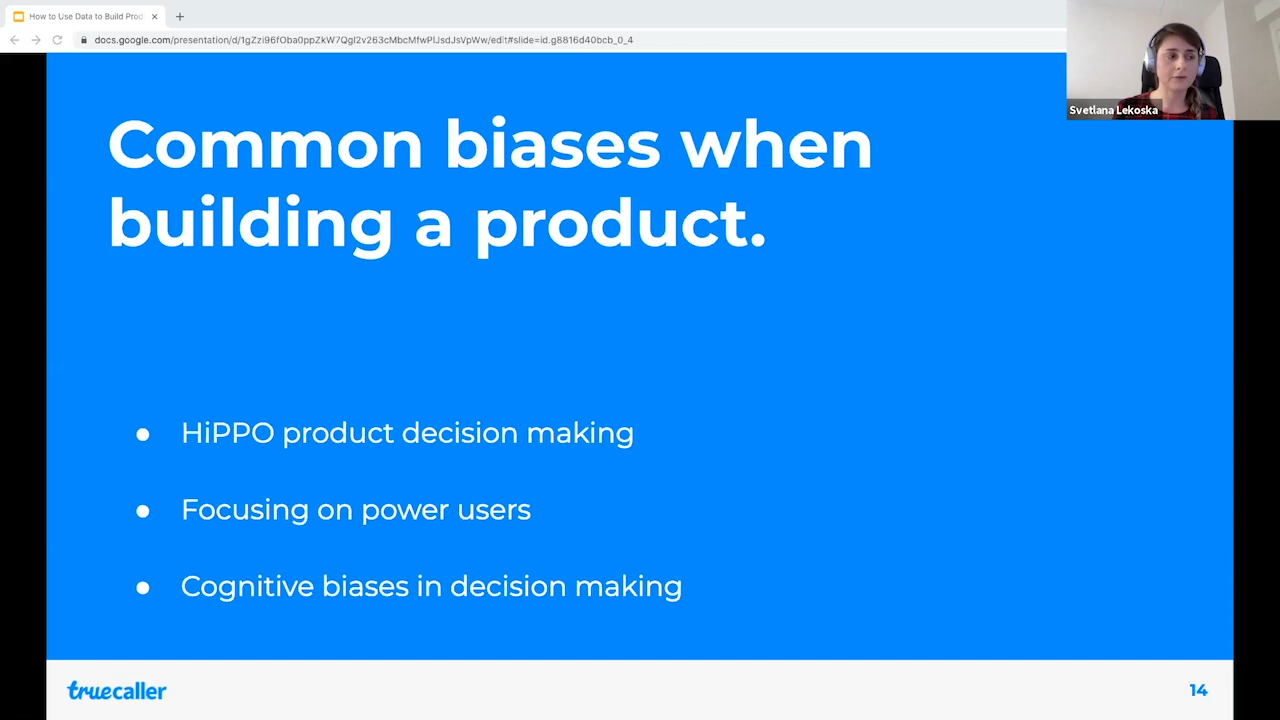 How to Use Data to Build Prod
docs.google.com/presentation/d/1gZzi96fOba0ppZkW7QgI2v263cMbcMfwPIJsdJsVpWw/edit#slide=id.g8816d40bcb_0_4
Svetlana Lekoska
Common biases when
building a product.
● HiPPO product decision making
● Focusing on power users
● Cognitive biases in decision making
truecaller
14